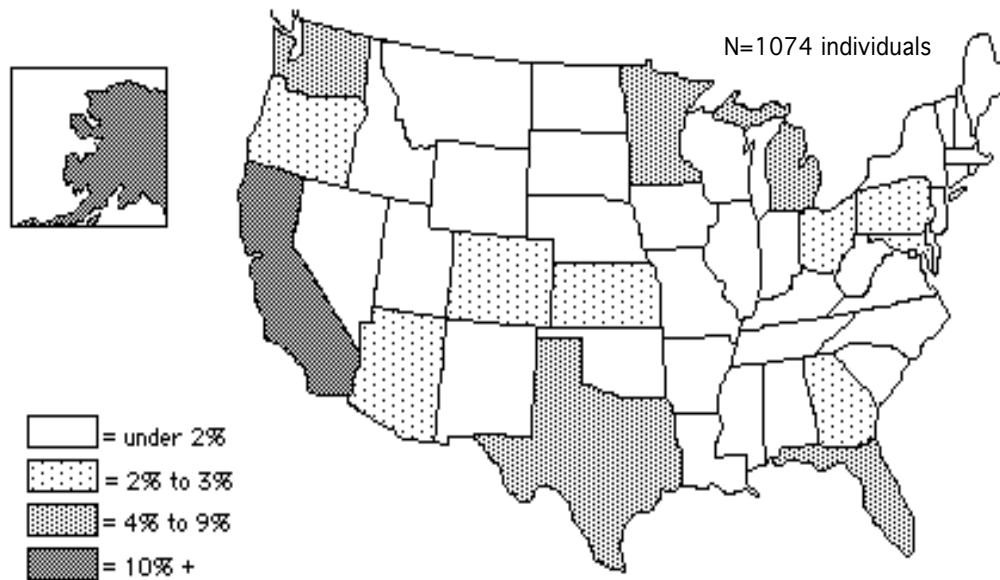 N=1074 individuals
= under 2%
= 2% to 3%
= 4% to 9%
= 10% +